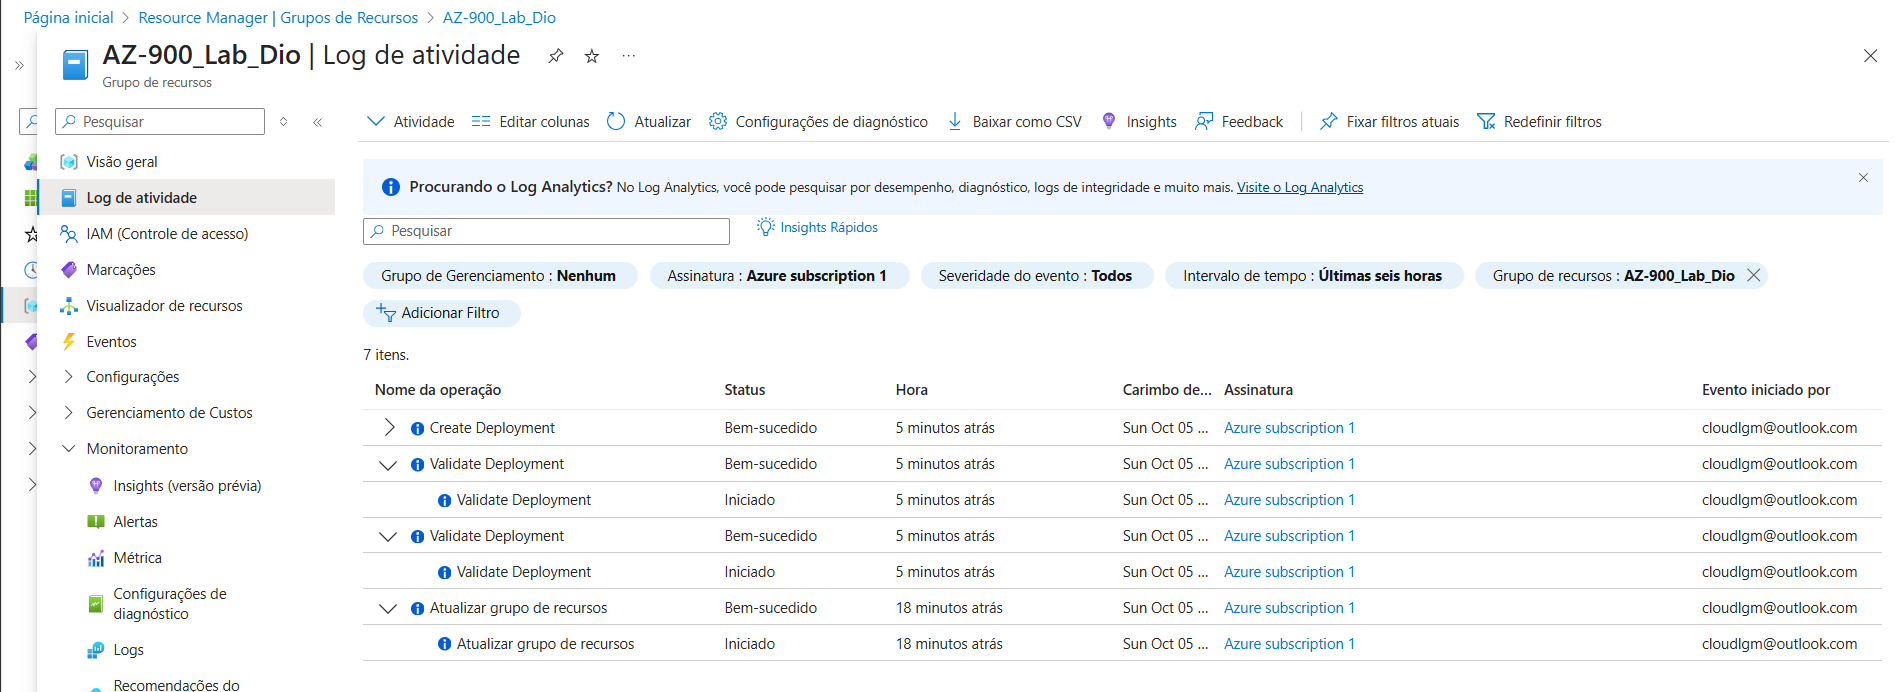 Página inicial > Resource Manager | Grupos de Recursos > AZ-900_Lab_Dio
AZ-900_Lab_Dio | Log de atividade
Grupo de recursos
Pesquisar
Visão geral
Log de atividade
IAM (Controle de acesso)
Marcações
Visualizador de recursos
Eventos
Configurações
Gerenciamento de Custos
Monitoramento
Insights (versão prévia)
Alertas
Métrica
Configurações de
diagnóstico
Logs
Recomendações do
Atividade Editar colunas Atualizar Configurações de diagnóstico Baixar como CSV Insights Feedback Fixar filtros atuais Redefinir filtros
Procurando o Log Analytics? No Log Analytics, você pode pesquisar por desempenho, diagnóstico, logs de integridade e muito mais. Visite o Log Analytics
Pesquisar Insights Rápidos
Grupo de Gerenciamento : Nenhum Assinatura : Azure subscription 1 Severidade do evento : Todos Intervalo de tempo : Últimas seis horas Grupo de recursos : AZ-900_Lab_Dio
Adicionar Filtro
7 itens.
Nome da operação Status Hora Carimbo de... Assinatura Evento iniciado por
Create Deployment Bem-sucedido 5 minutos atrás Sun Oct 05 ... Azure subscription 1 cloudlgm@outlook.com
Validate Deployment Bem-sucedido 5 minutos atrás Sun Oct 05 ... Azure subscription 1 cloudlgm@outlook.com
Validate Deployment Iniciado 5 minutos atrás Sun Oct 05 ... Azure subscription 1 cloudlgm@outlook.com
Validate Deployment Bem-sucedido 5 minutos atrás Sun Oct 05 ... Azure subscription 1 cloudlgm@outlook.com
Validate Deployment Iniciado 5 minutos atrás Sun Oct 05 ... Azure subscription 1 cloudlgm@outlook.com
Atualizar grupo de recursos Bem-sucedido 18 minutos atrás Sun Oct 05 ... Azure subscription 1 cloudlgm@outlook.com
Atualizar grupo de recursos Iniciado 18 minutos atrás Sun Oct 05 ... Azure subscription 1 cloudlgm@outlook.com